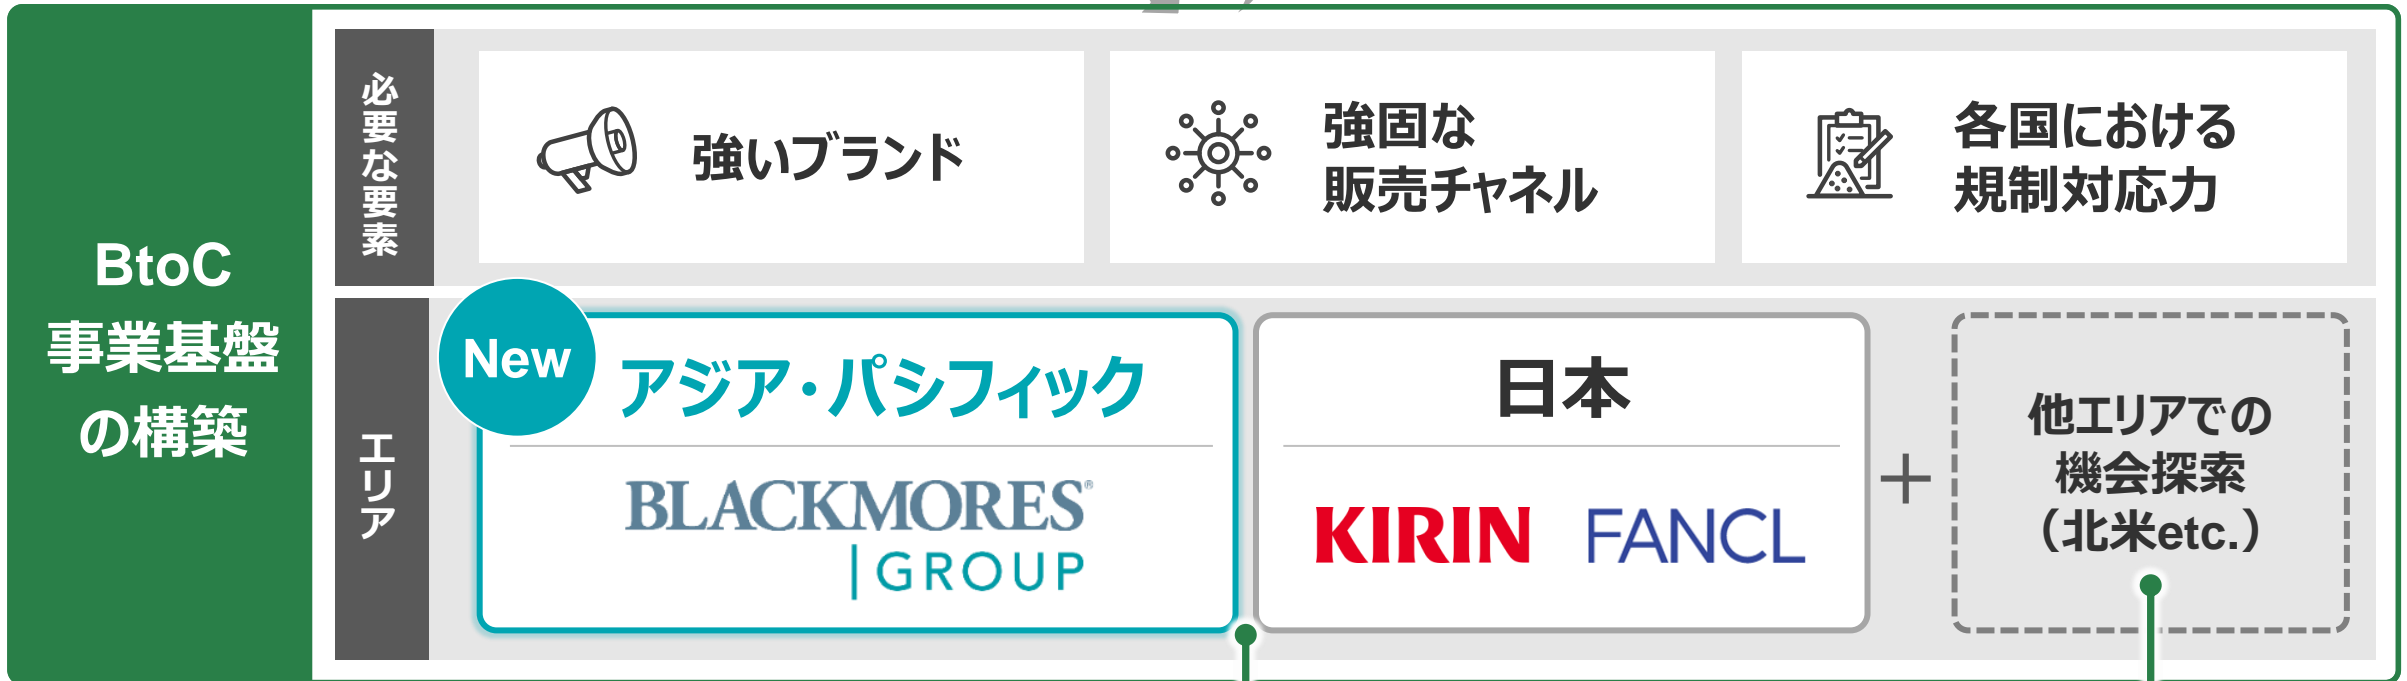 BtoC
事業基盤
の構築
必要な要素
強いブランド
強固な
販売チャネル
各国における
規制対応力
エリア
New
アジア・パシフィック
BLACKMORES®
|GROUP
日本
KIRIN
FANCL
+
他エリアでの
機会探索
（北米etc.）